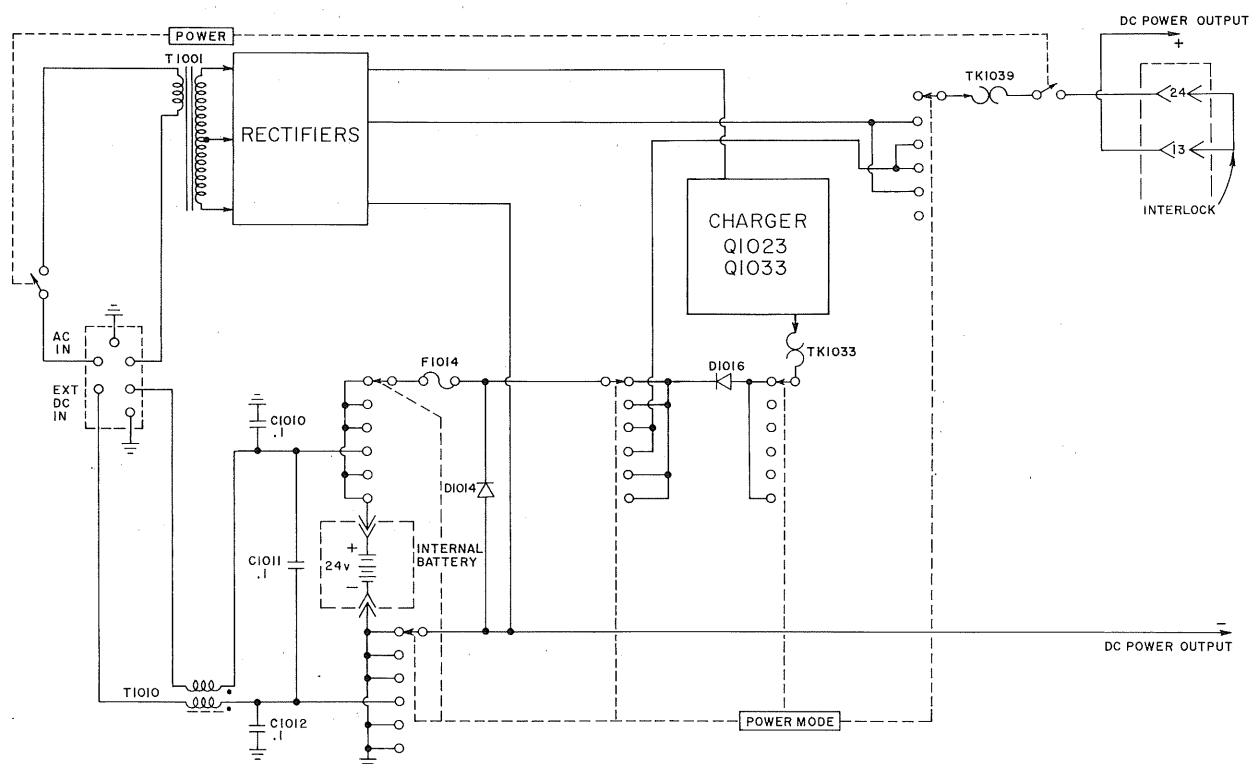 DC POWER OUTPUT
+
POWER
T1001
TK1039
24
RECTIFIERS
13
CHARGER
Q1023
Q1033
INTERLOCK
AC
IN
TK1033
F1014
D1016
EXT
DC
IN
C1010
.1
D1014
+
INTERNAL
BATTERY
C1011
.1
24v
−
−
DC POWER OUTPUT
T1010
C1012
.1
POWER MODE